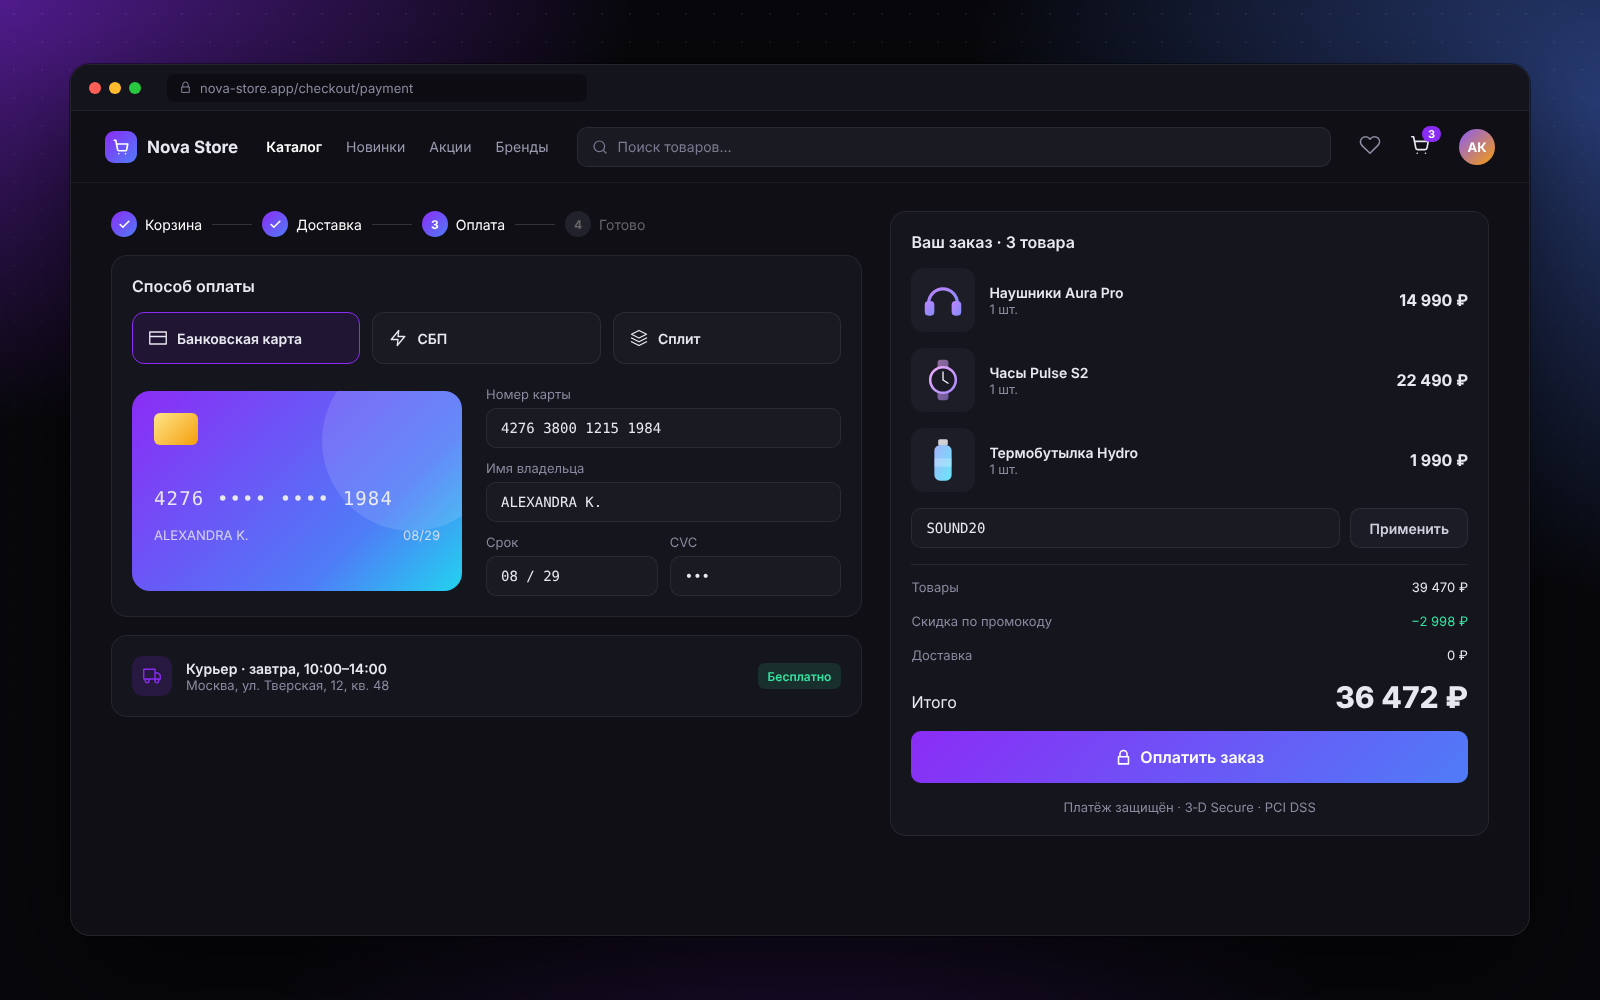 nova-store.app/checkout/payment
Nova Store Каталог Новинки Акции Бренды Поиск товаров... 3 АК
Корзина Доставка 3 Оплата 4 Готово
Способ оплаты
Банковская карта СБП Сплит
4276 •••• •••• 1984
ALEXANDRA K. 08/29
Номер карты
4276 3800 1215 1984
Имя владельца
ALEXANDRA K.
Срок CVC
08 / 29 •••
Курьер · завтра, 10:00–14:00
Москва, ул. Тверская, 12, кв. 48
Бесплатно
Ваш заказ · 3 товара
Наушники Aura Pro
1 шт.
14 990 ₽
Часы Pulse S2
1 шт.
22 490 ₽
Термобутылка Hydro
1 шт.
1 990 ₽
SOUND20 Применить
Товары 39 470 ₽
Скидка по промокоду −2 998 ₽
Доставка 0 ₽
Итого 36 472 ₽
Оплатить заказ
Платёж защищён · 3-D Secure · PCI DSS